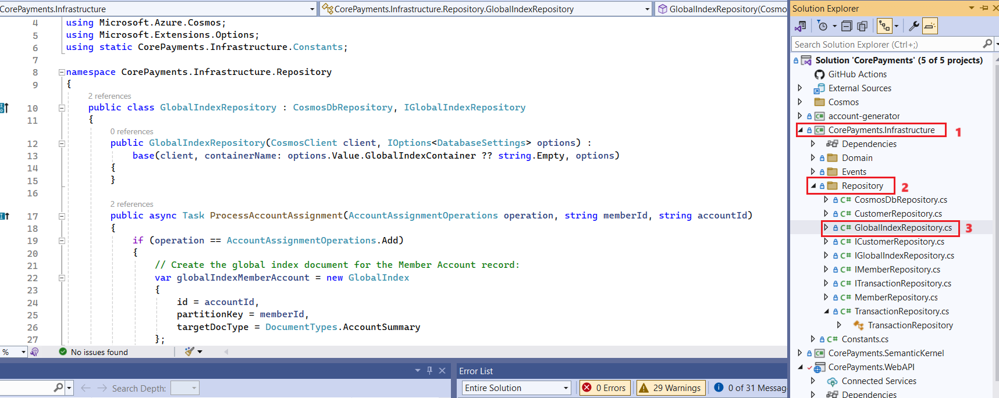 CorePayments.Infrastructure
CorePayments.Infrastructure.Repository.GlobalIndexRepository
GlobalIndexRepository(Cosmo
4 using Microsoft.Azure.Cosmos;
5 using Microsoft.Extensions.Options;
6 using static CorePayments.Infrastructure.Constants;
7
8 namespace CorePayments.Infrastructure.Repository
9 {
2 references
10 public class GlobalIndexRepository : CosmosDbRepository, IGlobalIndexRepository
11 {
0 references
12 public GlobalIndexRepository(CosmosClient client, IOptions<DatabaseSettings> options) :
13 base(client, containerName: options.Value.GlobalIndexContainer ?? string.Empty, options)
14 {
15 }
16
2 references
17 public async Task ProcessAccountAssignment(AccountAssignmentOperations operation, string memberId, string accountId)
18 {
19 if (operation == AccountAssignmentOperations.Add)
20 {
21 // Create the global index document for the Member Account record:
22 var globalIndexMemberAccount = new GlobalIndex
23 {
24 id = accountId,
25 partitionKey = memberId,
26 targetDocType = DocumentTypes.AccountSummary
27 };
%
No issues found
Search Depth:
Error List
Entire Solution
0 Errors
29 Warnings
0 of 31 Messag
Solution Explorer
Search Solution Explorer (Ctrl+;)
Solution 'CorePayments' (5 of 5 projects)
GitHub Actions
External Sources
Cosmos
C# account-generator
C# CorePayments.Infrastructure 1
Dependencies
Domain
Events
Repository 2
C# CosmosDbRepository.cs
C# CustomerRepository.cs
C# GlobalIndexRepository.cs 3
C# ICustomerRepository.cs
C# IGlobalIndexRepository.cs
C# IMemberRepository.cs
C# ITransactionRepository.cs
C# MemberRepository.cs
C# TransactionRepository.cs
TransactionRepository
C# Constants.cs
C# CorePayments.SemanticKernel
CorePayments.WebAPI
Connected Services
Dependencies